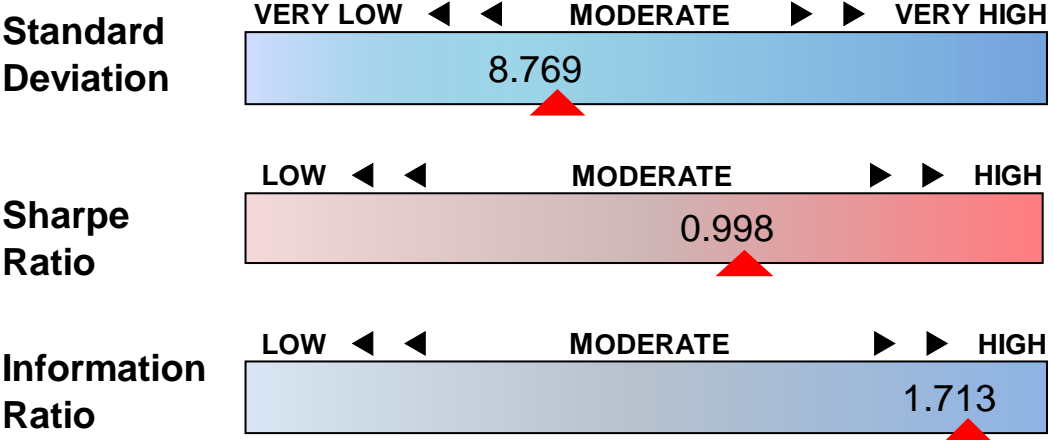 Standard
Deviation
VERY LOW ◄ ◄ MODERATE ► ► VERY HIGH
8.769
Sharpe
Ratio
LOW ◄ ◄ MODERATE ► ► HIGH
0.998
Information
Ratio
LOW ◄ ◄ MODERATE ► ► HIGH
1.713